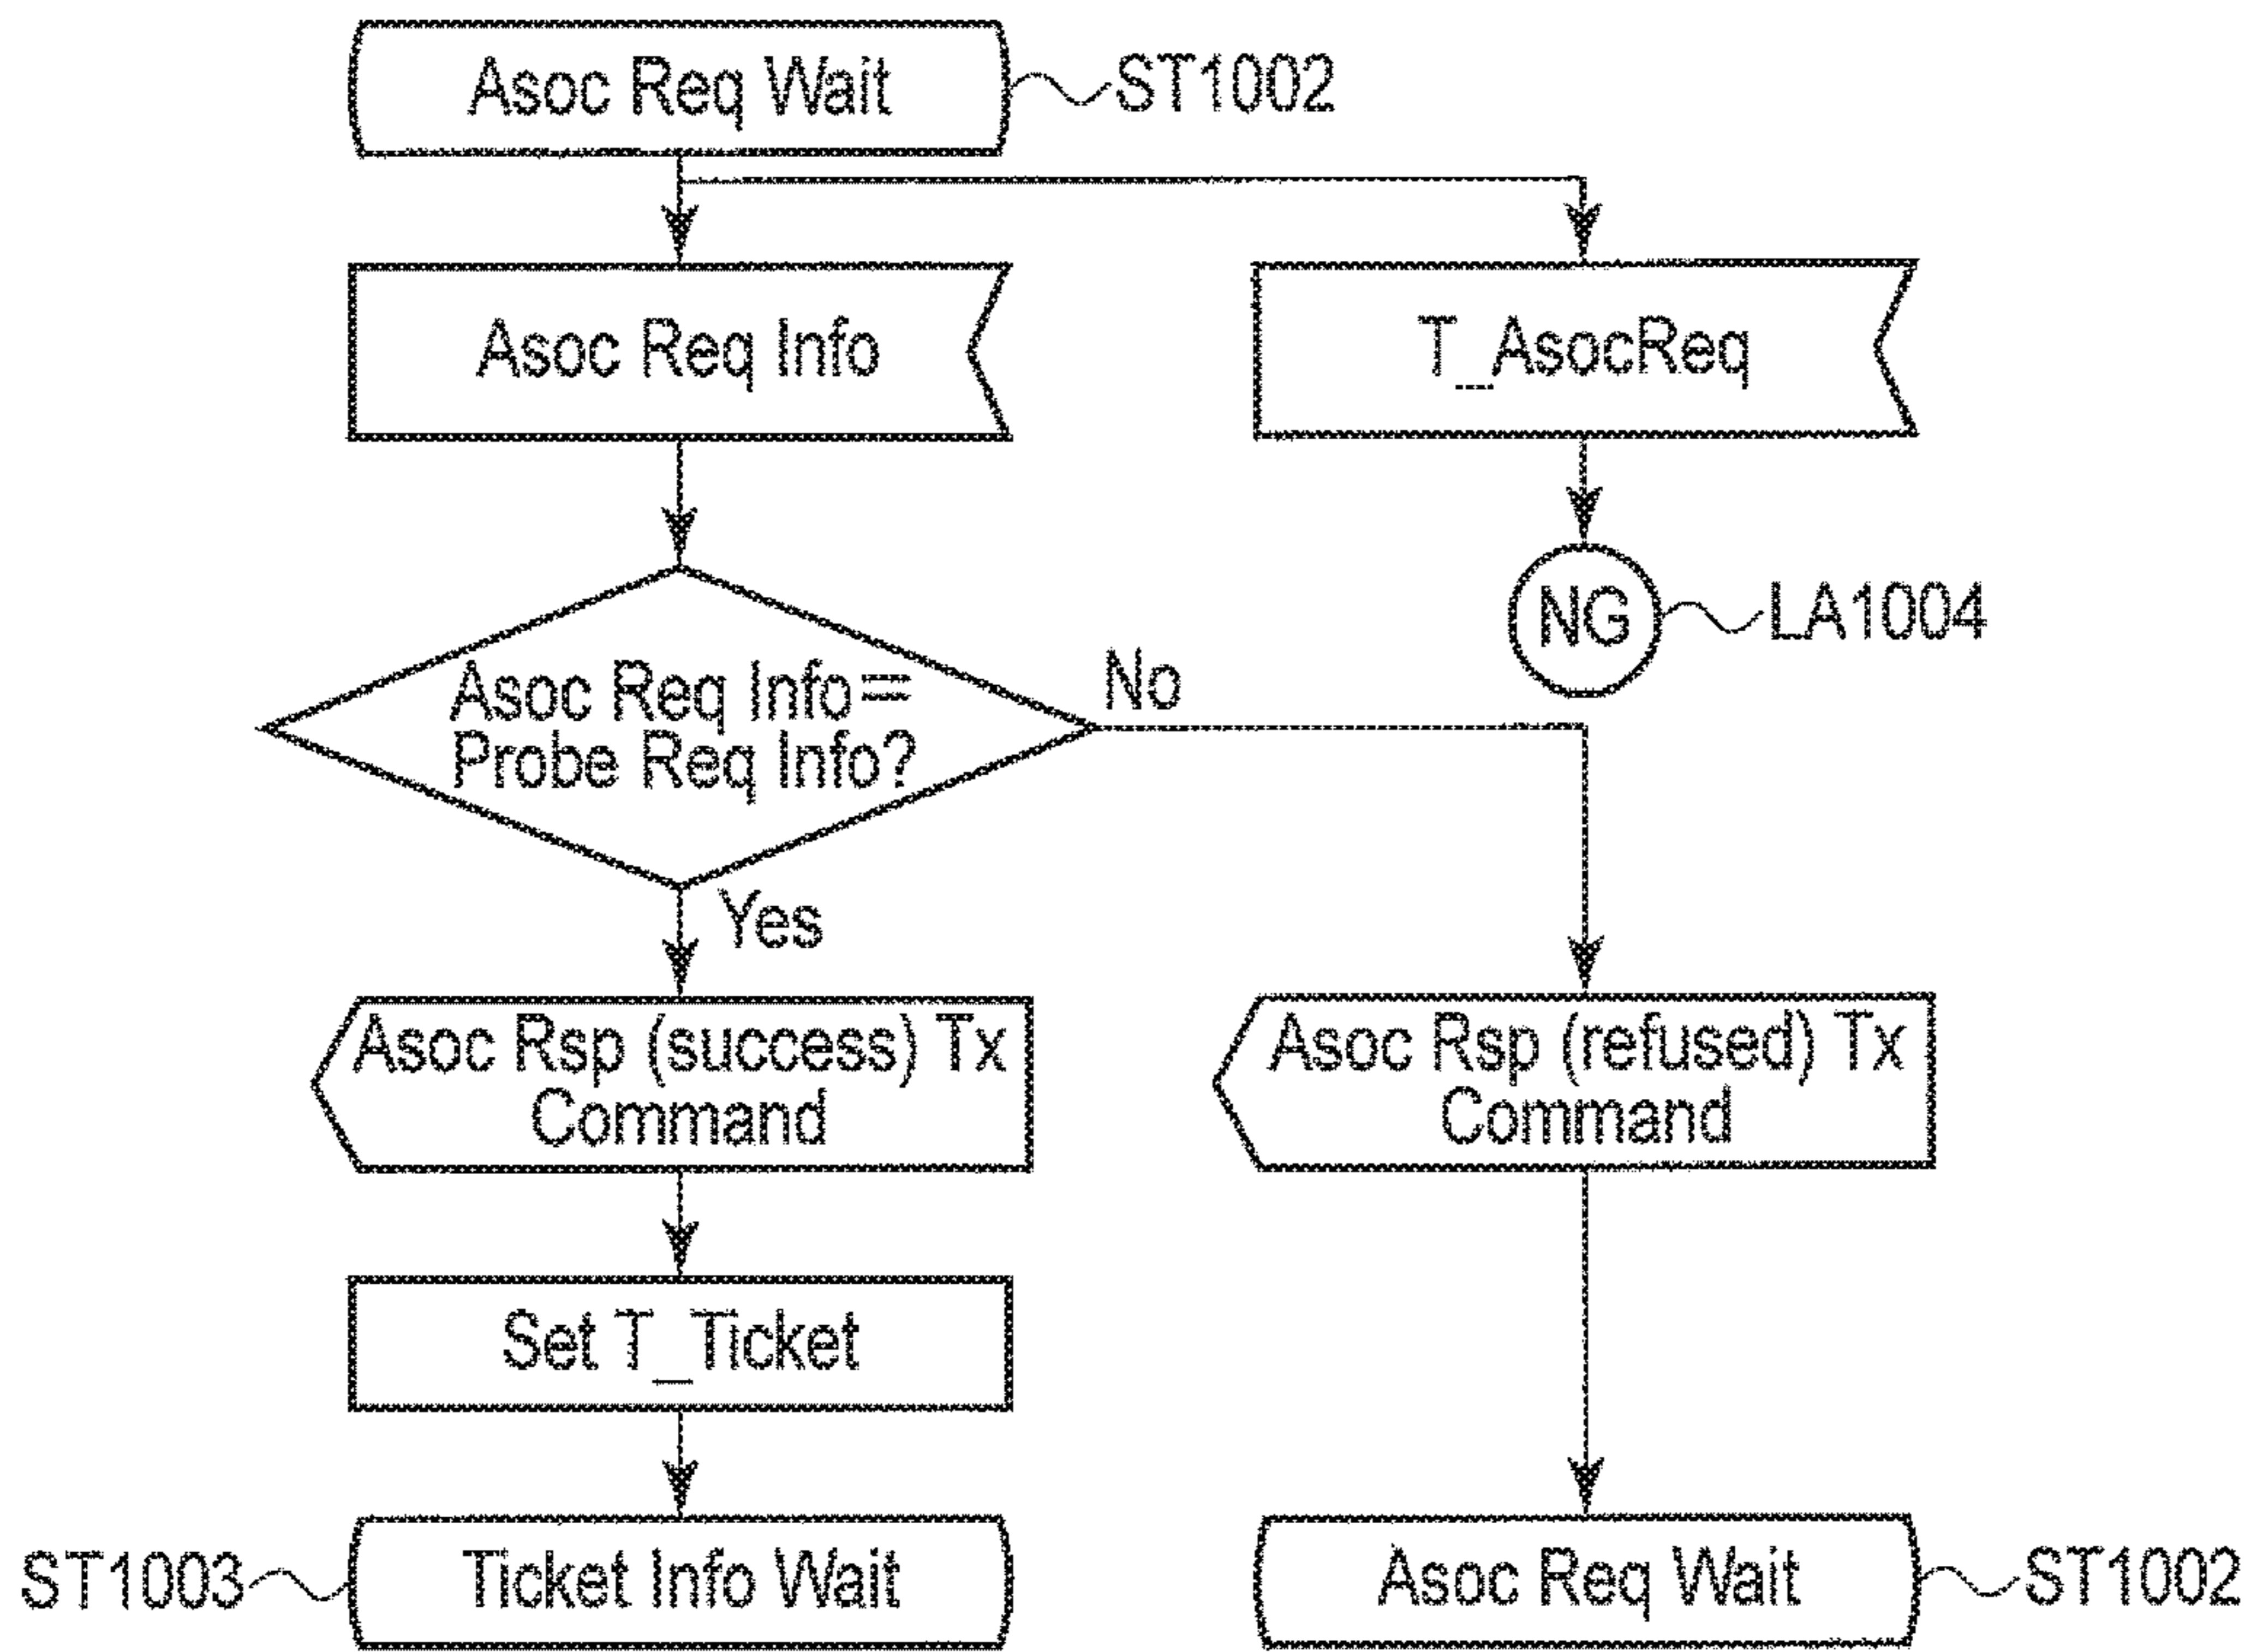 Asoc Req Wait
ST1002
Asoc Req Info
T_AsocReq
NG
LA1004
Asoc Req Info==
Probe Req Info?
No
Yes
Asoc Rsp (success) Tx
Command
Asoc Rsp (refused) Tx
Command
Set T_Ticket
ST1003
Ticket Info Wait
Asoc Req Wait
ST1002